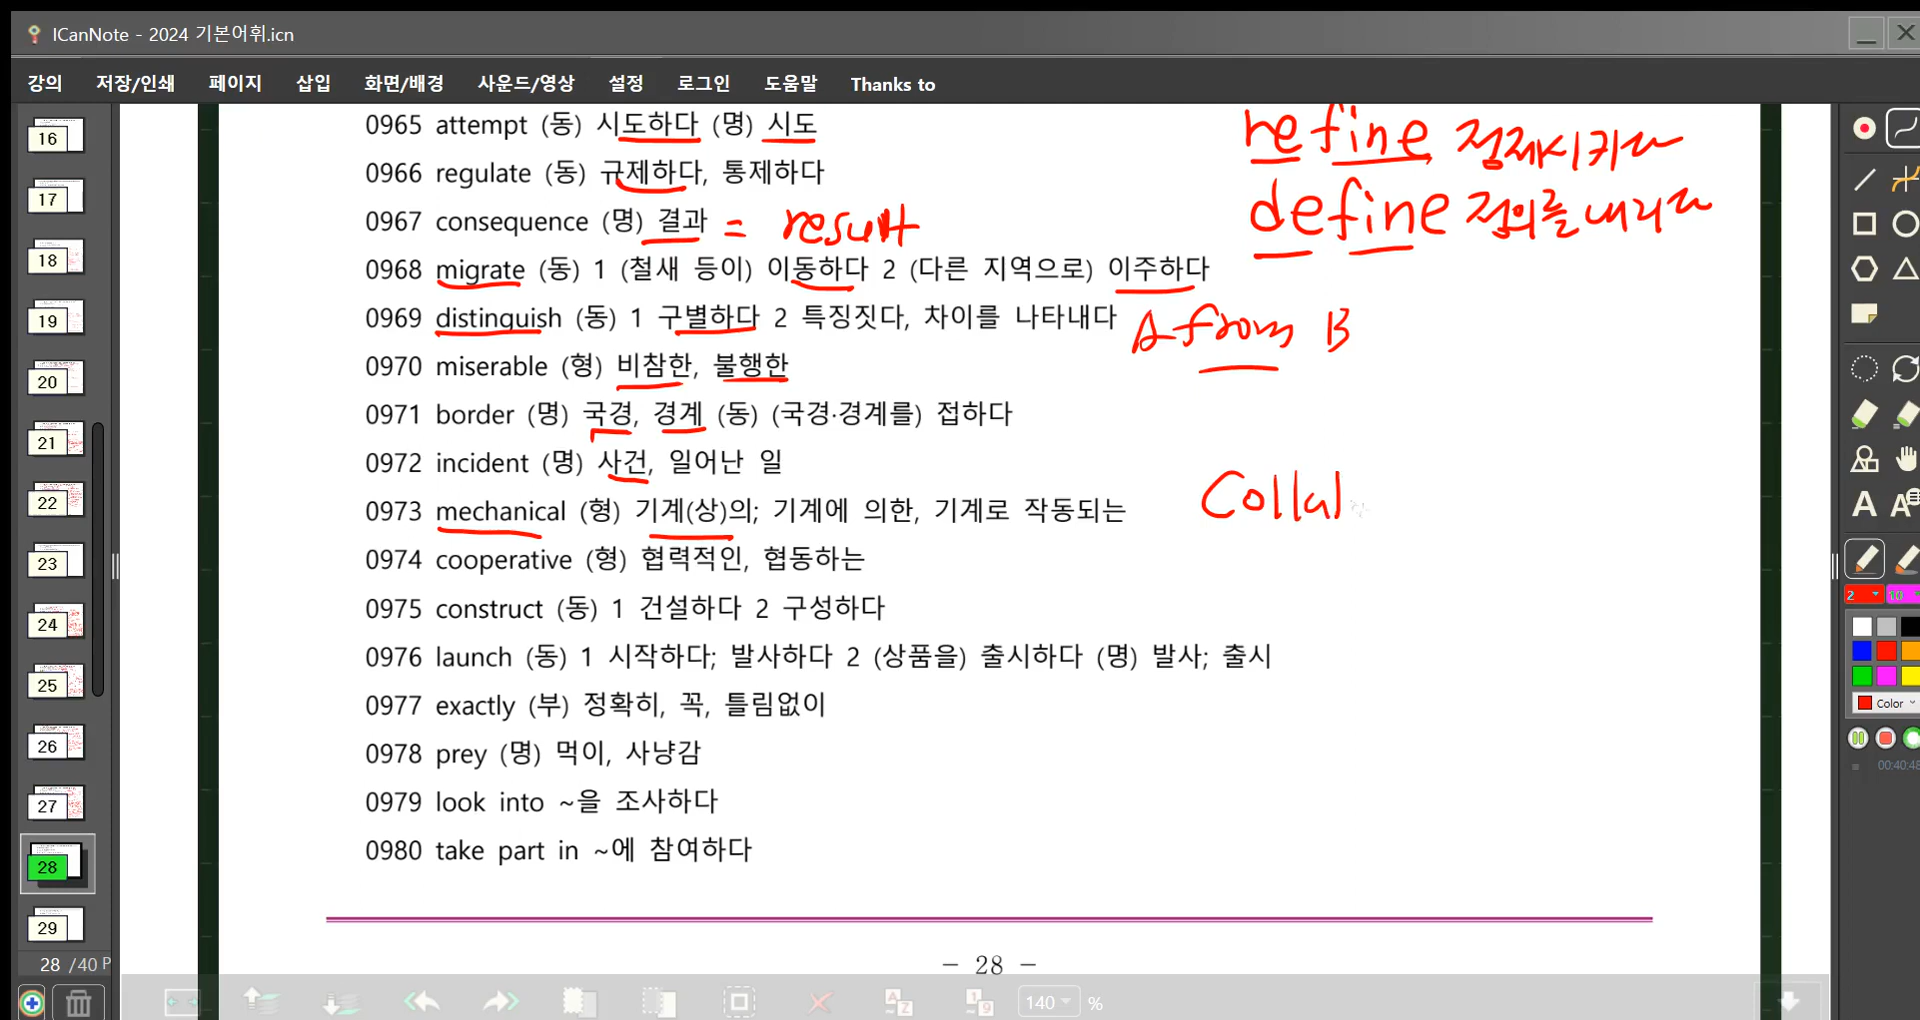 ICanNote - 2024 기본어휘.icn
강의 저장/인쇄 페이지 삽입 화면/배경 사운드/영상 설정 로그인 도움말 Thanks to
0965 attempt (동) 시도하다 (명) 시도
refine 정제시키다
0966 regulate (동) 규제하다, 통제하다
define 정의를 내리다
0967 consequence (명) 결과 = result
0968 migrate (동) 1 (철새 등이) 이동하다 2 (다른 지역으로) 이주하다
0969 distinguish (동) 1 구별하다 2 특징짓다, 차이를 나타내다 A from B
0970 miserable (형) 비참한, 불행한
0971 border (명) 국경, 경계 (동) (국경·경계를) 접하다
0972 incident (명) 사건, 일어난 일
0973 mechanical (형) 기계(상)의; 기계에 의한, 기계로 작동되는
0974 cooperative (형) 협력적인, 협동하는
0975 construct (동) 1 건설하다 2 구성하다
0976 launch (동) 1 시작하다; 발사하다 2 (상품을) 출시하다 (명) 발사; 출시
0977 exactly (부) 정확히, 꼭, 틀림없이
0978 prey (명) 먹이, 사냥감
0979 look into ~을 조사하다
0980 take part in ~에 참여하다
- 28 -
16
17
18
19
20
21
22
23
24
25
26
27
28
29
28 /40 P
140 %
2 10
Color
00:40:48